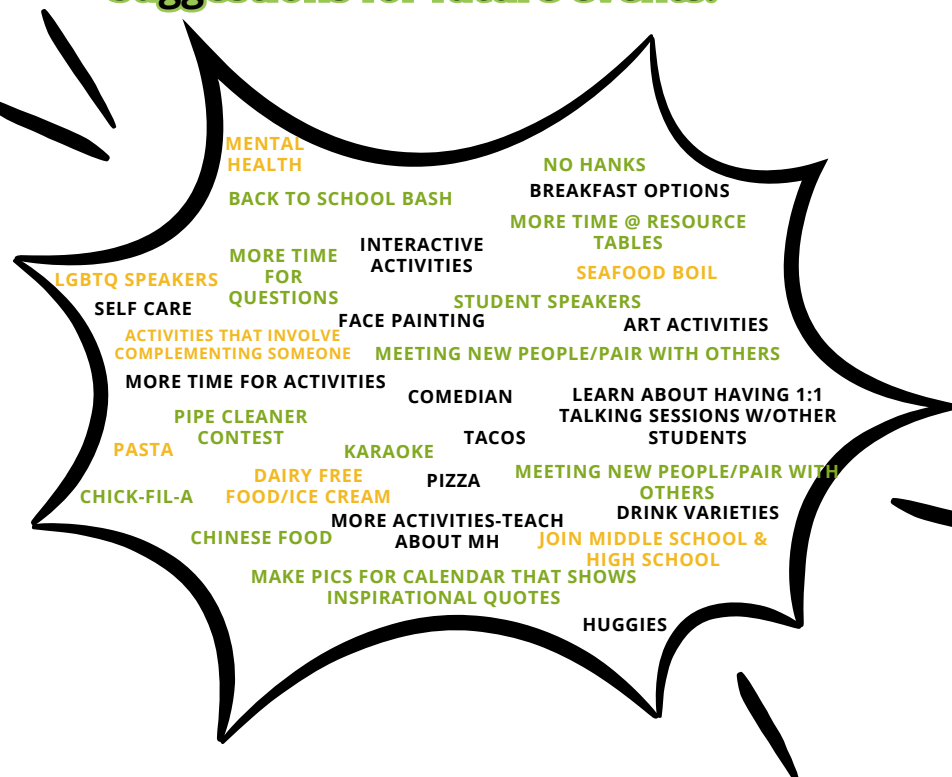 Suggestions for future events:
MENTAL
HEALTH
NO HANKS
BREAKFAST OPTIONS
BACK TO SCHOOL BASH
MORE TIME @ RESOURCE
TABLES
INTERACTIVE
ACTIVITIES
MORE TIME
FOR
QUESTIONS
LGBTQ SPEAKERS
SEAFOOD BOIL
SELF CARE
STUDENT SPEAKERS
FACE PAINTING
ART ACTIVITIES
ACTIVITIES THAT INVOLVE
COMPLEMENTING SOMEONE
MEETING NEW PEOPLE/PAIR WITH OTHERS
MORE TIME FOR ACTIVITIES
COMEDIAN
LEARN ABOUT HAVING 1:1
TALKING SESSIONS W/OTHER
STUDENTS
PIPE CLEANER
CONTEST
TACOS
PASTA
KARAOKE
DAIRY FREE
FOOD/ICE CREAM
PIZZA
MEETING NEW PEOPLE/PAIR WITH
OTHERS
CHICK-FIL-A
DRINK VARIETIES
MORE ACTIVITIES-TEACH
ABOUT MH
CHINESE FOOD
JOIN MIDDLE SCHOOL &
HIGH SCHOOL
MAKE PICS FOR CALENDAR THAT SHOWS
INSPIRATIONAL QUOTES
HUGGIES